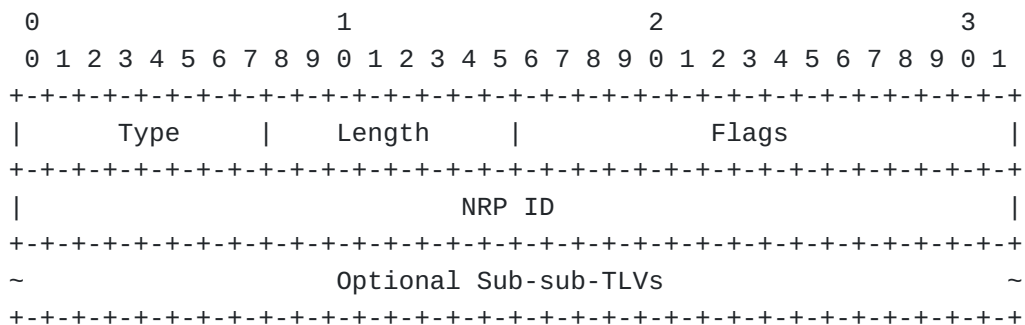 0                   1                   2                   3
 0 1 2 3 4 5 6 7 8 9 0 1 2 3 4 5 6 7 8 9 0 1 2 3 4 5 6 7 8 9 0 1
+-+-+-+-+-+-+-+-+-+-+-+-+-+-+-+-+-+-+-+-+-+-+-+-+-+-+-+-+-+-+-+-+
|      Type     |    Length     |            Flags              |
+-+-+-+-+-+-+-+-+-+-+-+-+-+-+-+-+-+-+-+-+-+-+-+-+-+-+-+-+-+-+-+-+
|                            NRP ID                             |
+-+-+-+-+-+-+-+-+-+-+-+-+-+-+-+-+-+-+-+-+-+-+-+-+-+-+-+-+-+-+-+-+
~                    Optional Sub-sub-TLVs                      ~
+-+-+-+-+-+-+-+-+-+-+-+-+-+-+-+-+-+-+-+-+-+-+-+-+-+-+-+-+-+-+-+-+